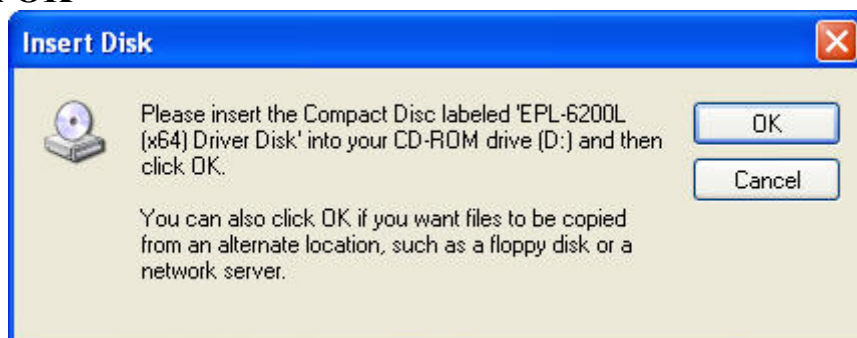 OK
Insert Disk
Please insert the Compact Disc labeled 'EPL-6200L
(x64) Driver Disk' into your CD-ROM drive (D:) and then
click OK.
You can also click OK if you want files to be copied
from an alternate location, such as a floppy disk or a
network server.
OK
Cancel